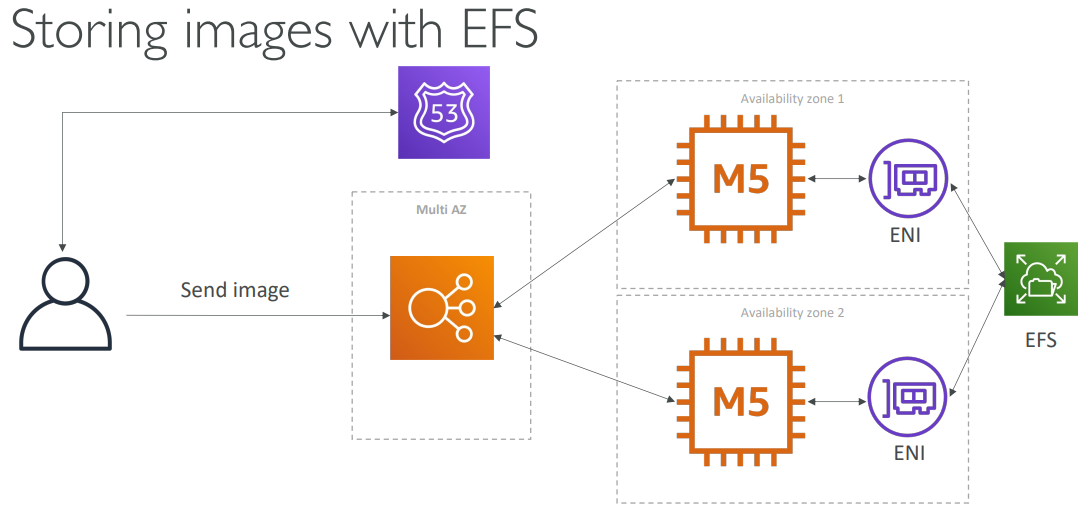 Storing images with EFS
53
Availability zone 1
M5
ENI
Multi AZ
Send image
EFS
Availability zone 2
M5
ENI